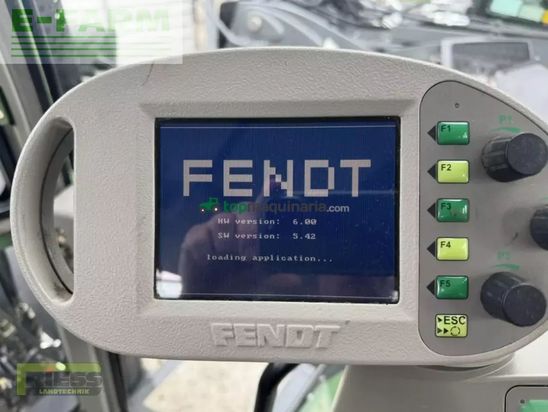 E-FARM
FENDT
topmaquinaria.com
HW version: 6.00
SW version: 5.42
loading application...
F1
P1
F2
F3
F4
F5
ESC
FENDT
RIESS
LANDTECHNIK